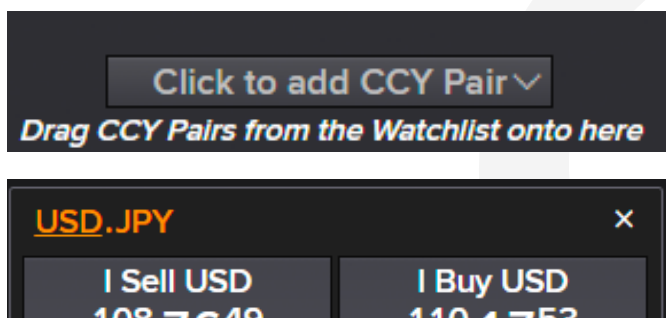 Click to add CCY Pair
Drag CCY Pairs from the Watchlist onto here
USD.JPY ×
I Sell USD I Buy USD